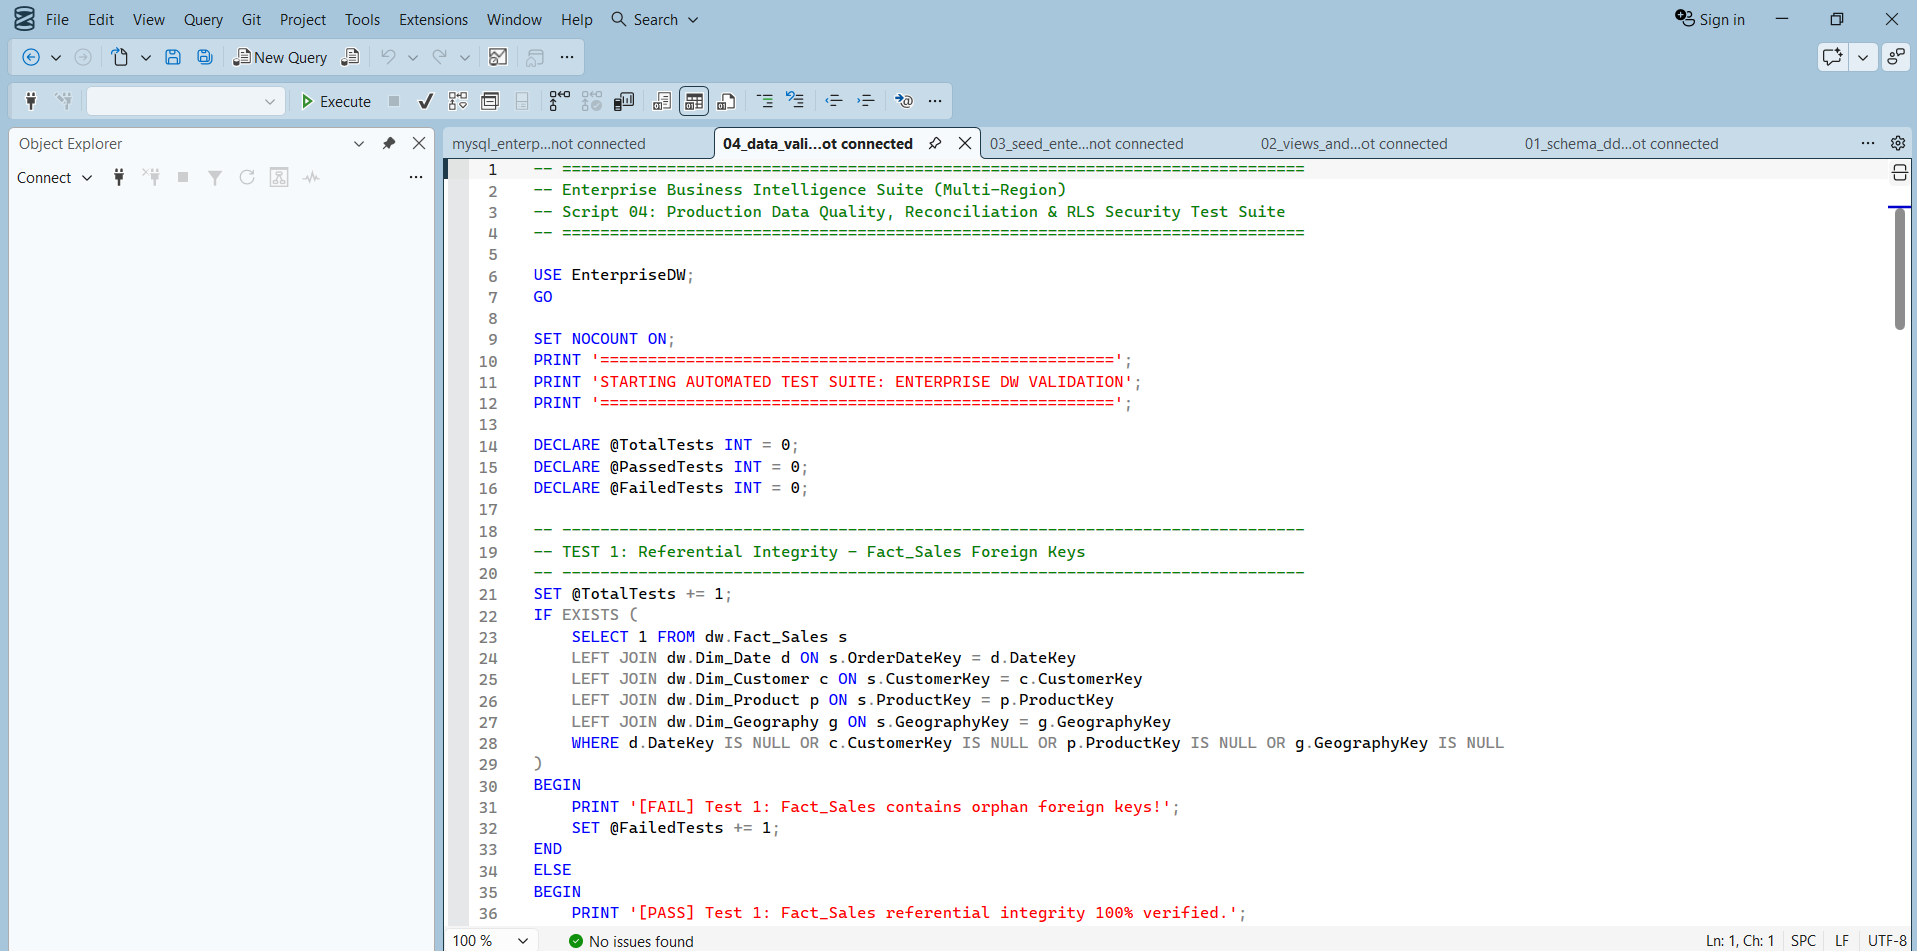 File Edit View Query Git Project Tools Extensions Window Help Search Sign in
New Query
Execute
Object Explorer
Connect
mysql_enterp...not connected 04_data_vali...ot connected 03_seed_ente...not connected 02_views_and...ot connected 01_schema_dd...ot connected
1 -- ==============================================================================
2 -- Enterprise Business Intelligence Suite (Multi-Region)
3 -- Script 04: Production Data Quality, Reconciliation & RLS Security Test Suite
4 -- ==============================================================================
5
6 USE EnterpriseDW;
7 GO
8
9 SET NOCOUNT ON;
10 PRINT '======================================================';
11 PRINT 'STARTING AUTOMATED TEST SUITE: ENTERPRISE DW VALIDATION';
12 PRINT '======================================================';
13
14 DECLARE @TotalTests INT = 0;
15 DECLARE @PassedTests INT = 0;
16 DECLARE @FailedTests INT = 0;
17
18 -- ------------------------------------------------------------------------------
19 -- TEST 1: Referential Integrity - Fact_Sales Foreign Keys
20 -- ------------------------------------------------------------------------------
21 SET @TotalTests += 1;
22 IF EXISTS (
23     SELECT 1 FROM dw.Fact_Sales s
24     LEFT JOIN dw.Dim_Date d ON s.OrderDateKey = d.DateKey
25     LEFT JOIN dw.Dim_Customer c ON s.CustomerKey = c.CustomerKey
26     LEFT JOIN dw.Dim_Product p ON s.ProductKey = p.ProductKey
27     LEFT JOIN dw.Dim_Geography g ON s.GeographyKey = g.GeographyKey
28     WHERE d.DateKey IS NULL OR c.CustomerKey IS NULL OR p.ProductKey IS NULL OR g.GeographyKey IS NULL
29 )
30 BEGIN
31     PRINT '[FAIL] Test 1: Fact_Sales contains orphan foreign keys!';
32     SET @FailedTests += 1;
33 END
34 ELSE
35 BEGIN
36     PRINT '[PASS] Test 1: Fact_Sales referential integrity 100% verified.';
100 % No issues found Ln: 1, Ch: 1 SPC LF UTF-8